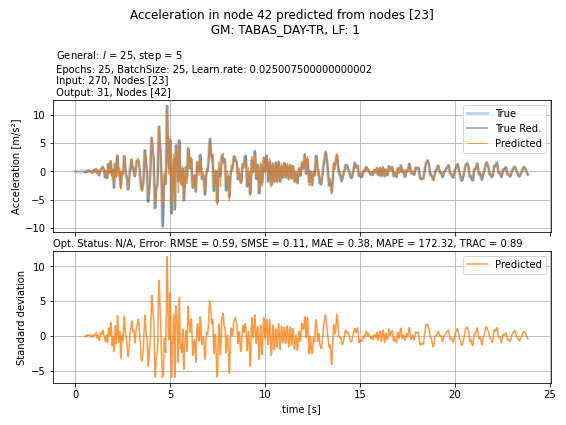 Acceleration in node 42 predicted from nodes [23]
GM: TABAS_DAY-TR, LF: 1
General: l = 25, step = 5
Epochs: 25, BatchSize: 25, Learn.rate: 0.025007500000000002
Input: 270, Nodes [23]
Output: 31, Nodes [42]
Acceleration [m/s²]
10
5
0
−5
−10
True
True Red.
Predicted
Opt. Status: N/A, Error: RMSE = 0.59, SMSE = 0.11, MAE = 0.38, MAPE = 172.32, TRAC = 0.89
Standard deviation
10
5
0
−5
Predicted
0 5 10 15 20 25
time [s]